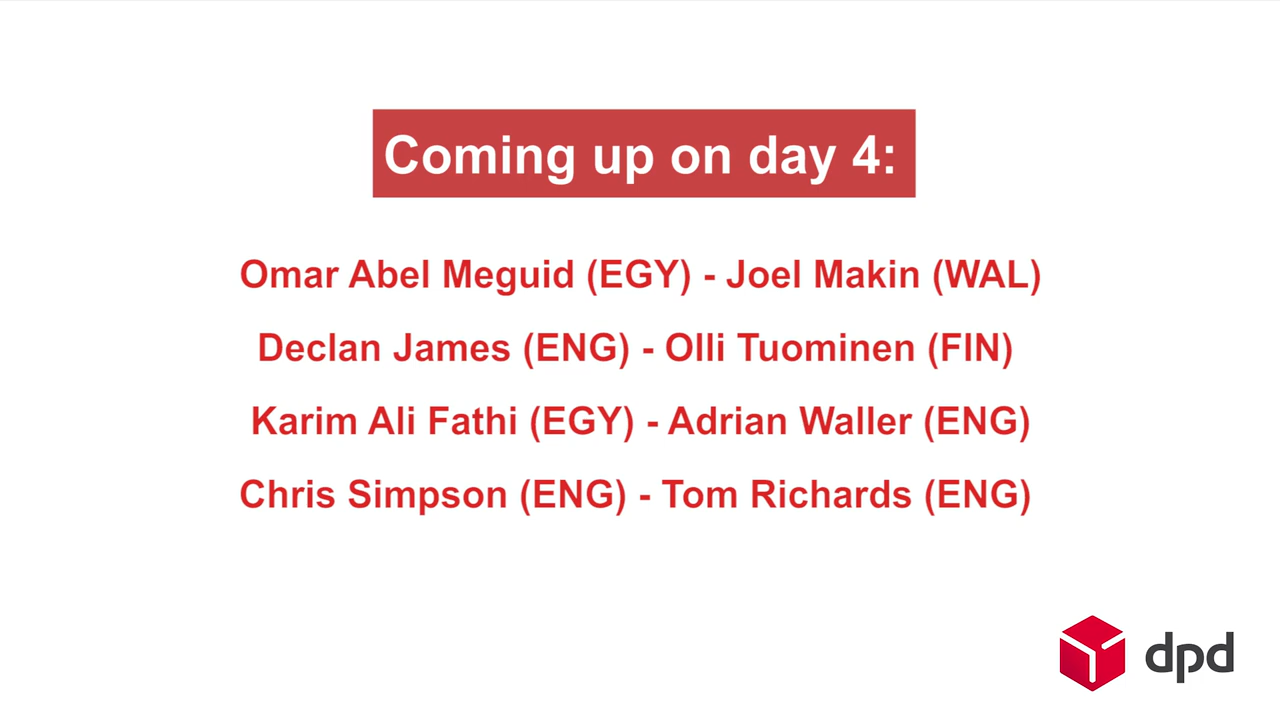 Coming up on day 4:
Omar Abel Meguid (EGY) - Joel Makin (WAL)
Declan James (ENG) - Olli Tuominen (FIN)
Karim Ali Fathi (EGY) - Adrian Waller (ENG)
Chris Simpson (ENG) - Tom Richards (ENG)
dpd